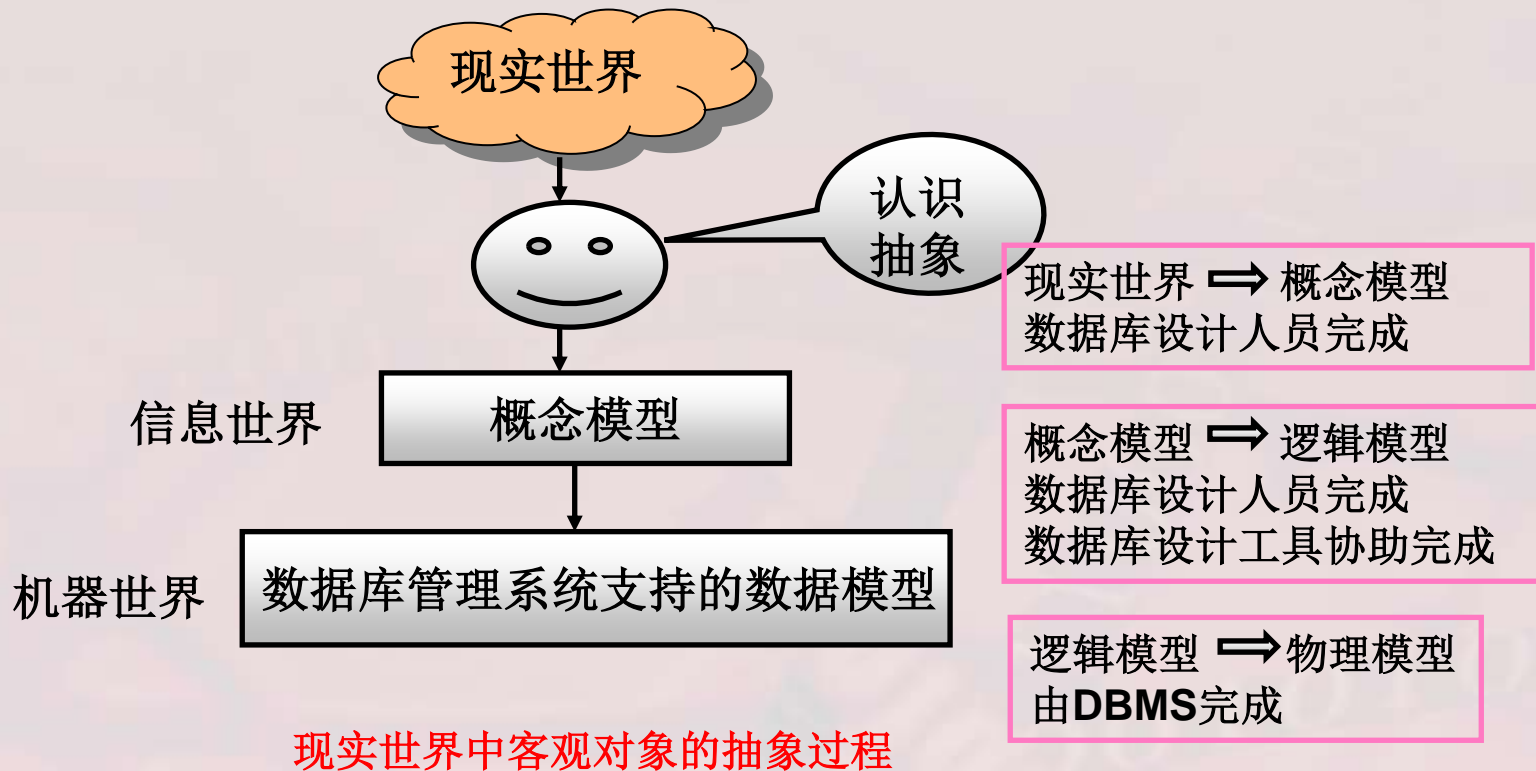 现实世界
认识
抽象
现实世界 ⇒ 概念模型
数据库设计人员完成
信息世界
概念模型
概念模型 ⇒ 逻辑模型
数据库设计人员完成
数据库设计工具协助完成
机器世界
数据库管理系统支持的数据模型
逻辑模型 ⇒ 物理模型
由DBMS完成
现实世界中客观对象的抽象过程